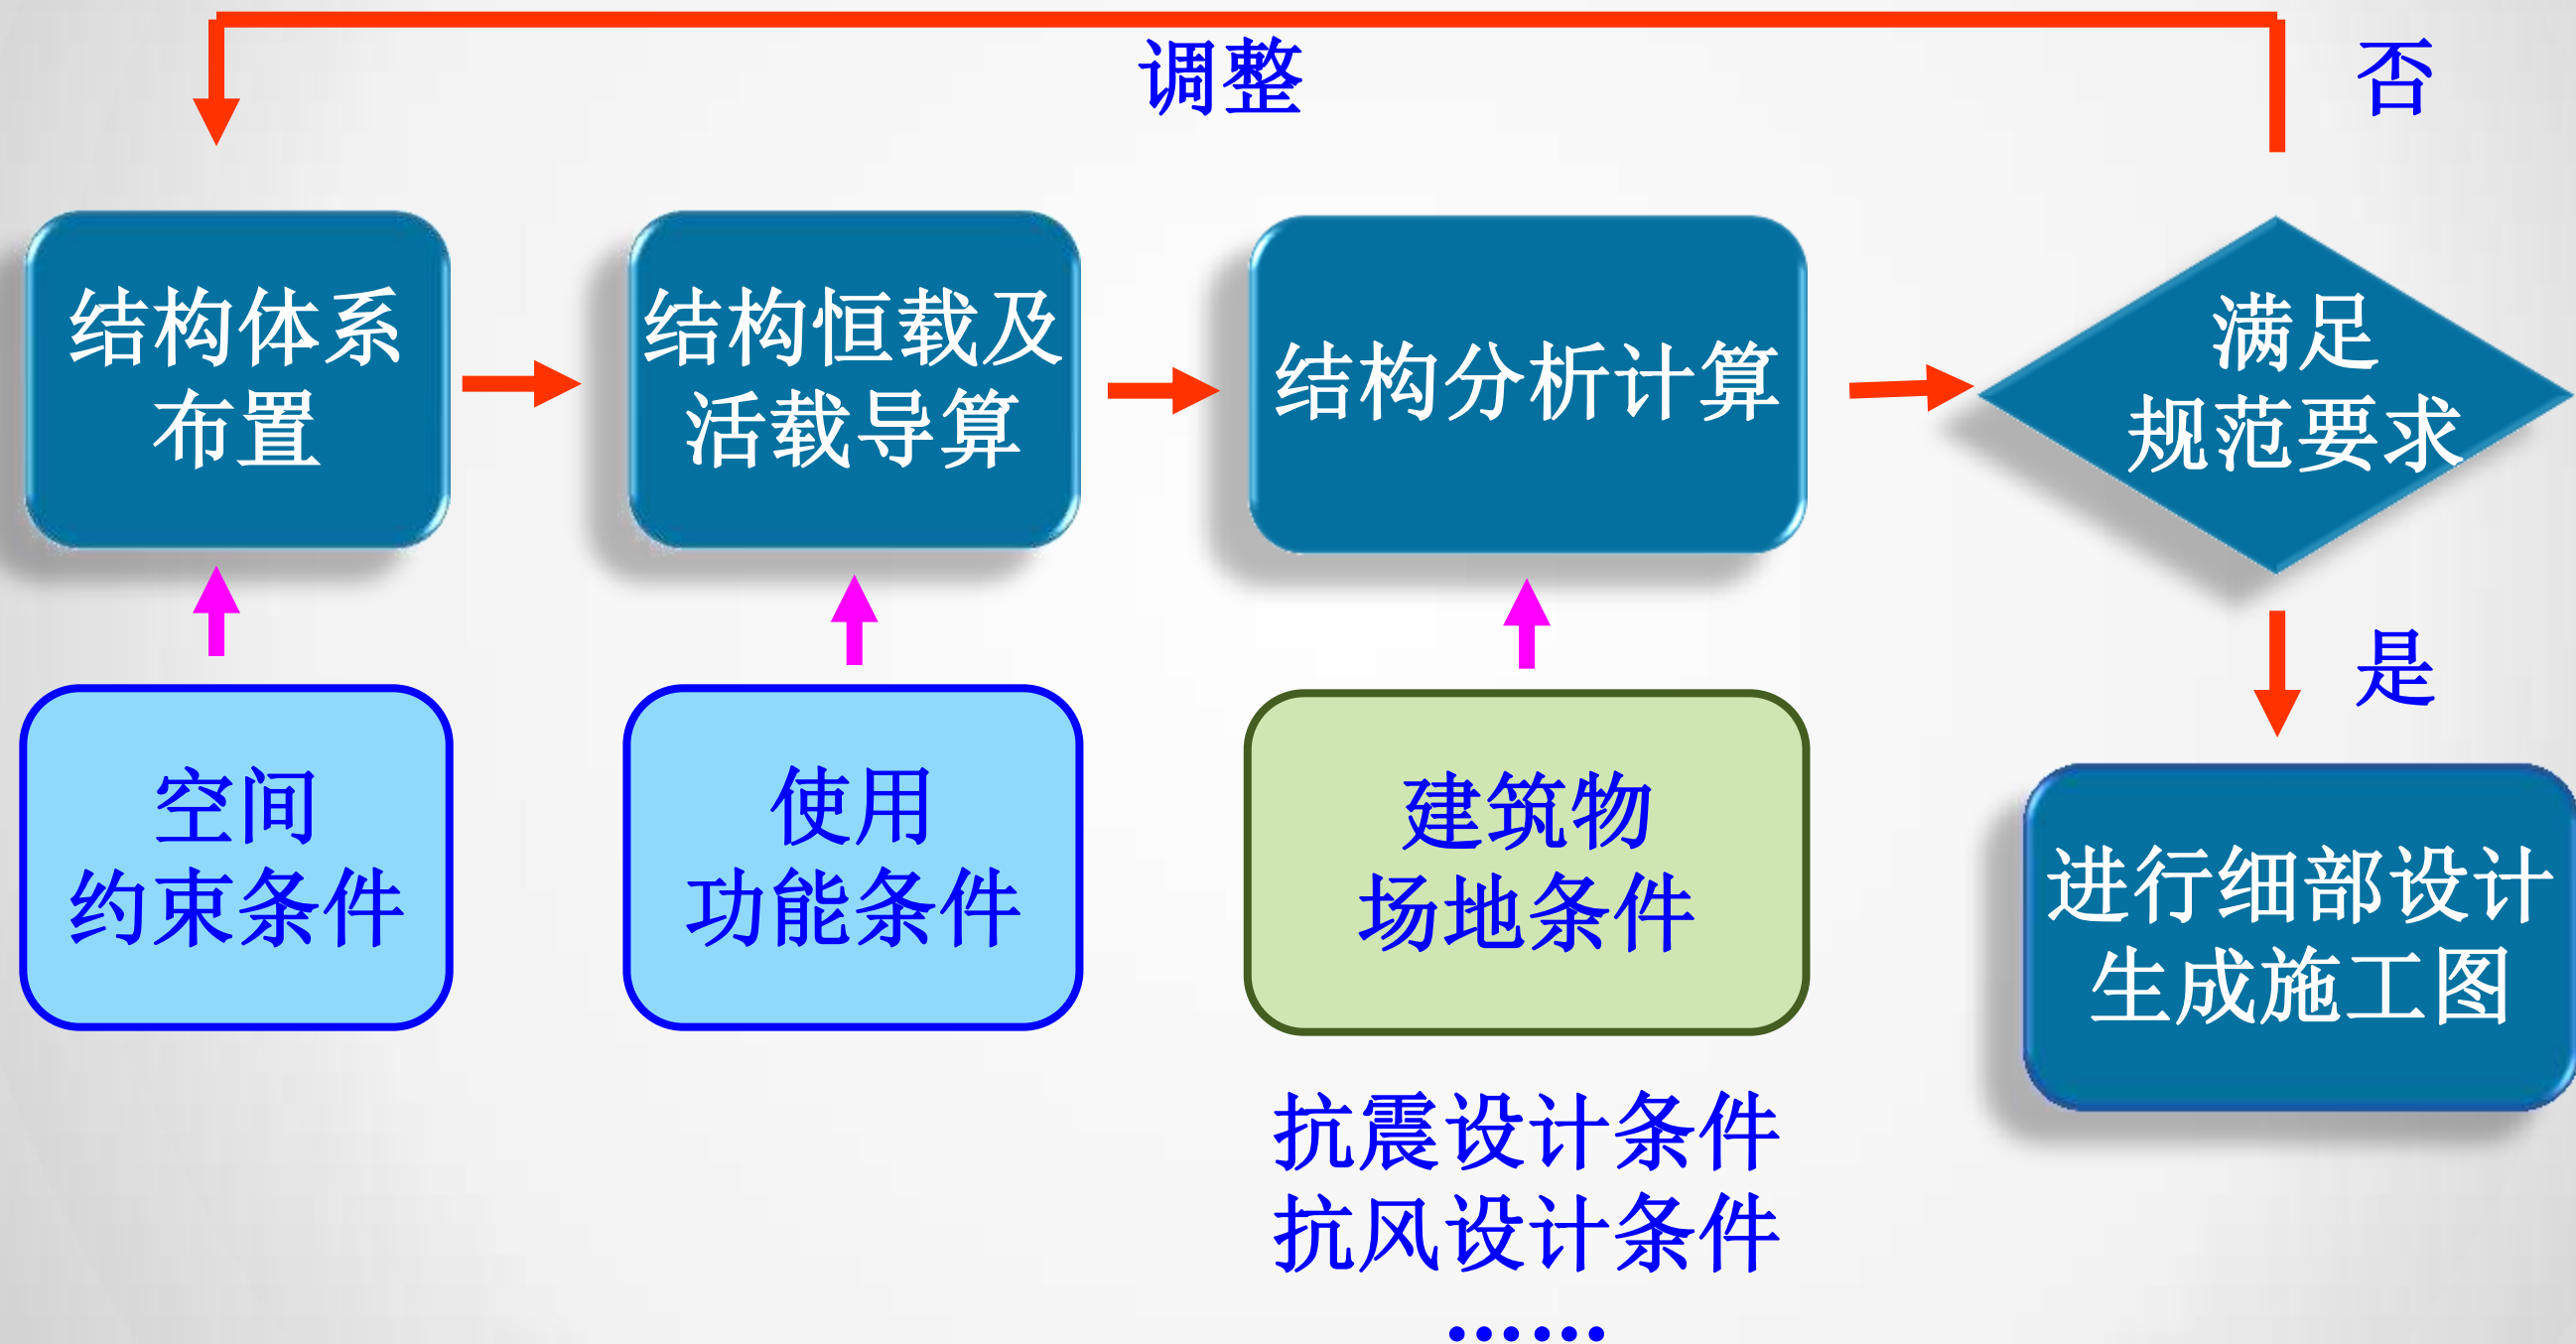 调整
否
结构体系
布置
结构恒载及
活载导算
结构分析计算
满足
规范要求
是
空间
约束条件
使用
功能条件
建筑物
场地条件
进行细部设计
生成施工图
抗震设计条件
抗风设计条件
……